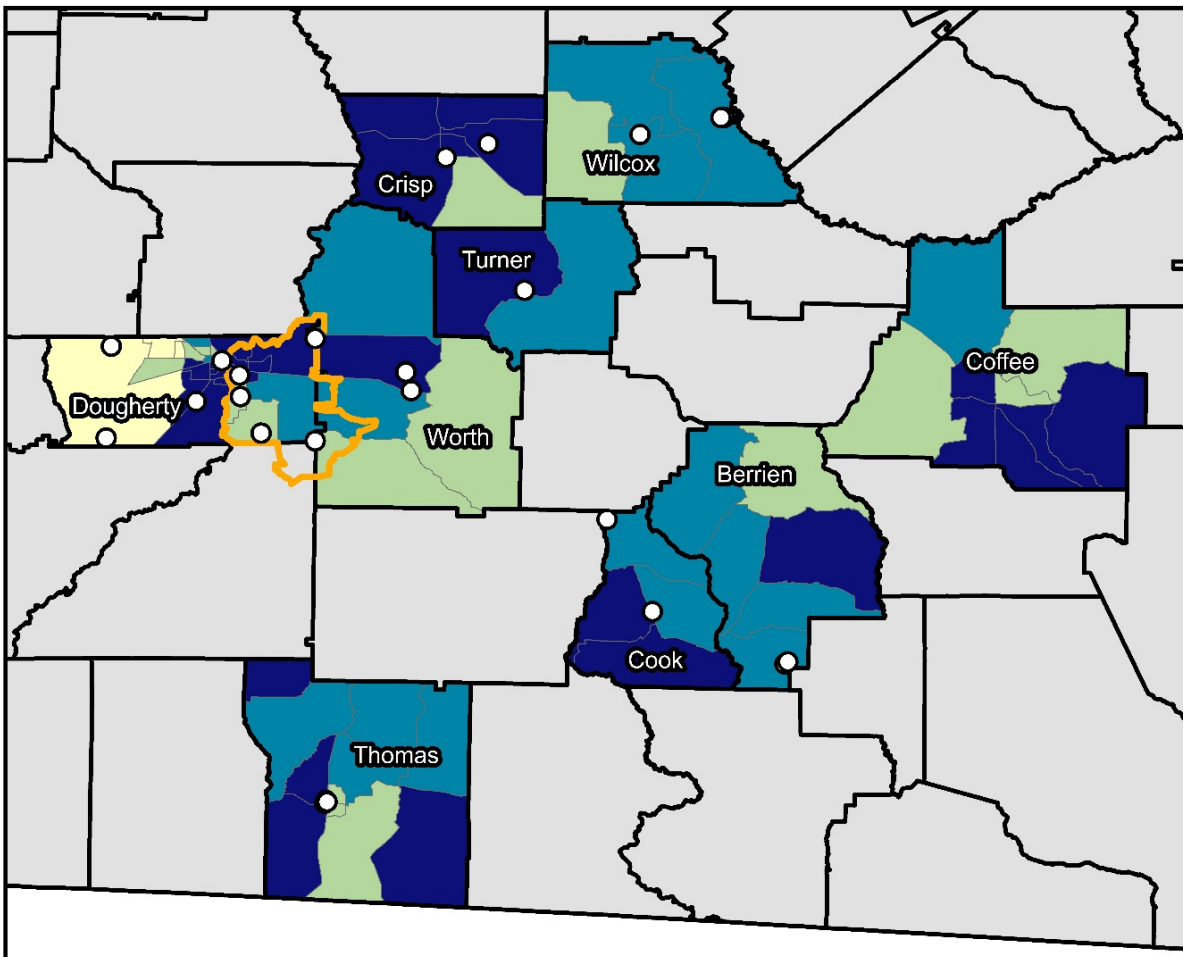 Wilcox
Crisp
Turner
Coffee
Dougherty
Worth
Berrien
Cook
Thomas